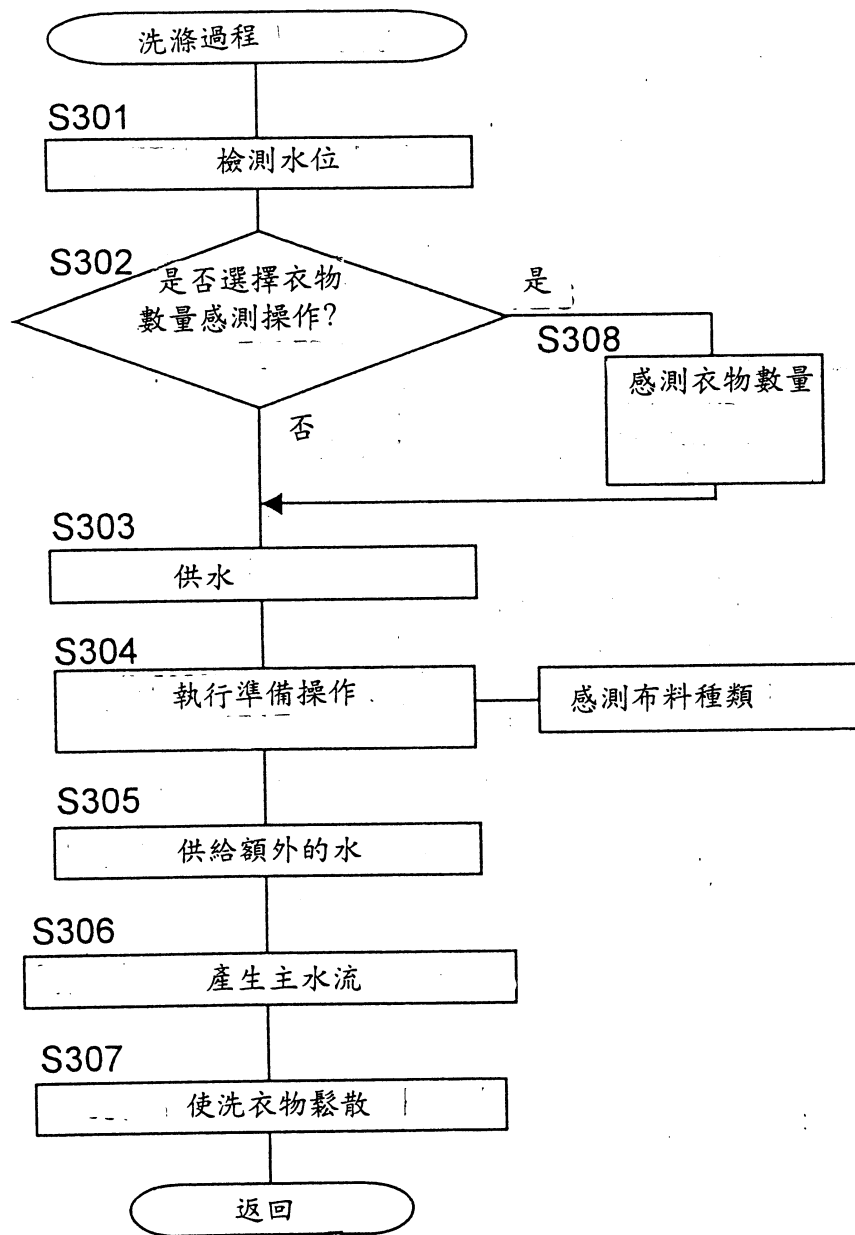 洗滌過程
S301
檢測水位
S302
是否選擇衣物
數量感測操作?
是
S308
感測衣物數量
否
S303
供水
S304
執行準備操作
感測布料種類
S305
供給額外的水
S306
產生主水流
S307
使洗衣物鬆散
返回